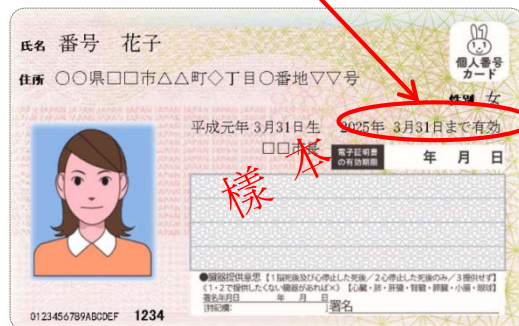 氏名 番号 花子
個人番号
カード
住所 ○○県□□市△△町◇丁目○番地▽▽号
性別 女
平成元年 3月31日生 2025年 3月31日まで有効
□□市長
電子証明書
の有効期限
年 月 日
様本
●臓器提供意思【1脳死後及び心停止した死後/2心停止した死後のみ/3提供せず】
《1・2で提供したくない臓器があれば×》【心臓・肺・肝臓・腎臓・膵臓・小腸・眼球】
署名年月日 年 月 日
[特記欄: ]署名
0123456789ABCDEF 1234